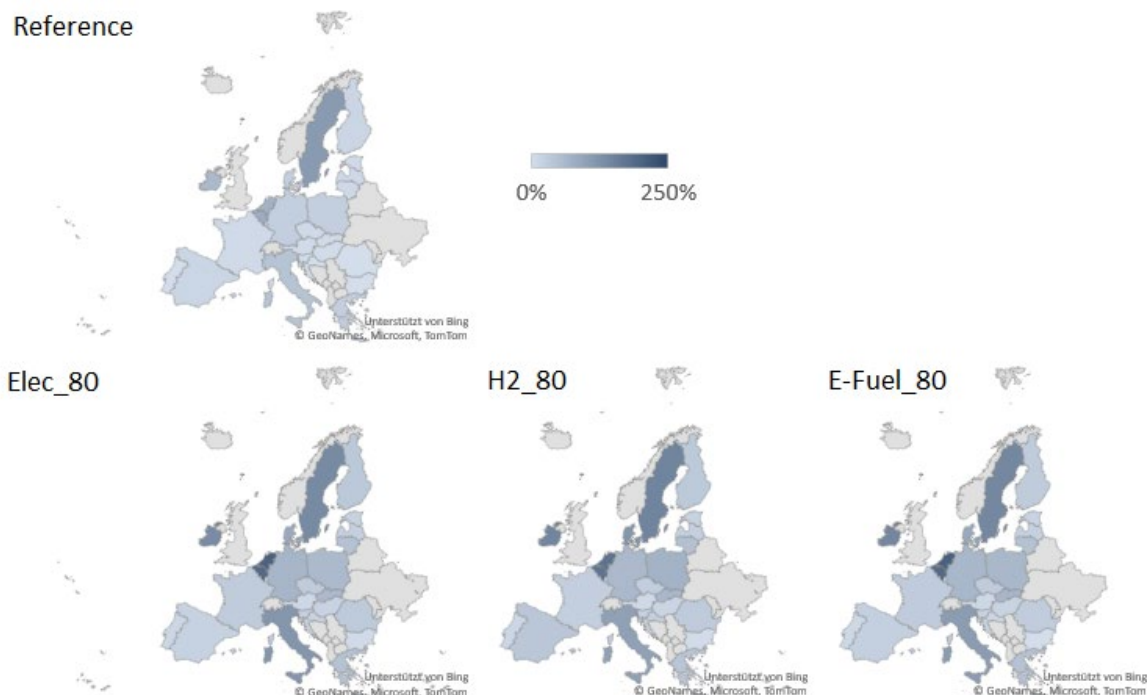 Reference
0% 250%
Unterstützt von Bing
© GeoNames, Microsoft, TomTom
Elec_80 H2_80 E-Fuel_80
Unterstützt von Bing Unterstützt von Bing Unterstützt von Bing
© GeoNames, Microsoft, TomTom © GeoNames, Microsoft, TomTom © GeoNames, Microsoft, TomTom